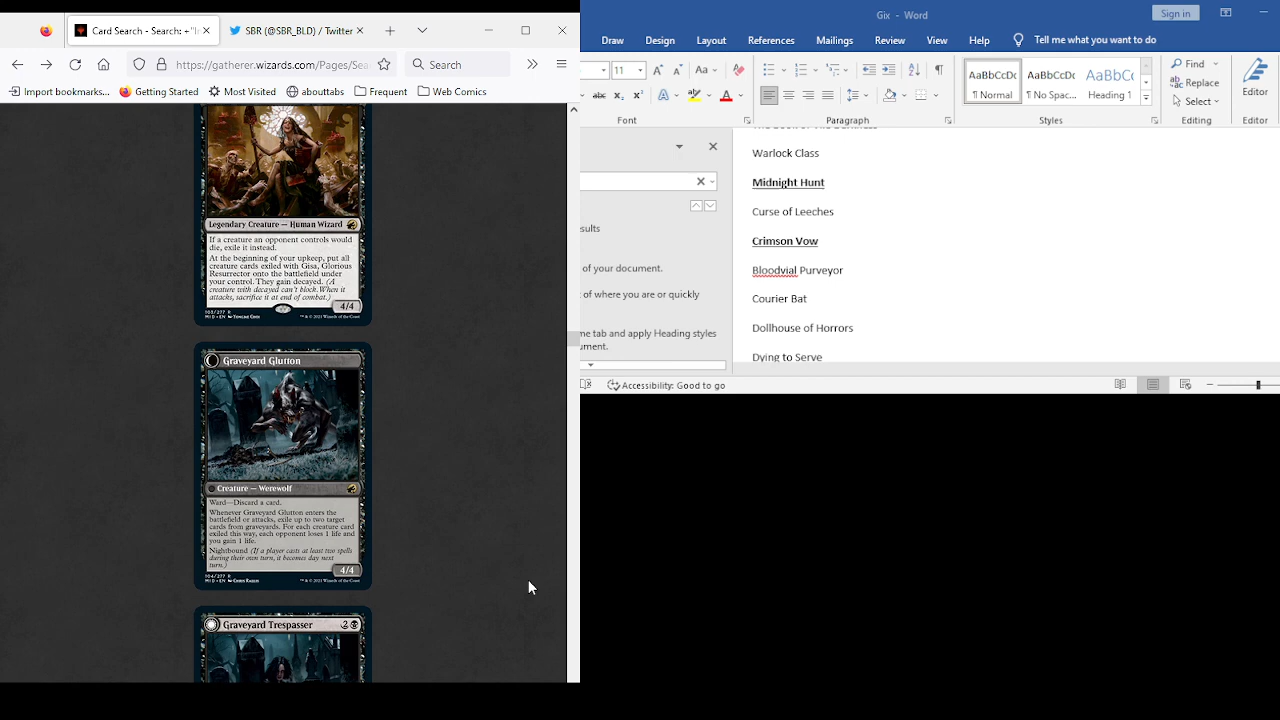 Card Search - Search: +"I
SBR (@SBR_BLD) / Twitter
https://gatherer.wizards.com/Pages/Sea
Search
Import bookmarks...
Getting Started
Most Visited
abouttabs
Frequent
Web Comics
Legendary Creature — Human Wizard
If a creature an opponent controls would
die, exile it instead.
At the beginning of your upkeep, put all
creature cards exiled with Gisa, Glorious
Resurrector onto the battlefield under
your control. They gain decayed. (A
creature with decayed can't block. When it
attacks, sacrifice it at end of combat.)
4/4
Graveyard Glutton
Creature — Werewolf
Ward—Discard a card.
Whenever Graveyard Glutton enters the
battlefield or attacks, exile up to two target
cards from graveyards. For each creature card
exiled this way, each opponent loses 1 life and
you gain 1 life.
Nightbound (If a player casts at least two spells
during their own turn, it becomes day next
turn.)
4/4
Graveyard Trespasser 2
Gix - Word
Sign in
Draw
Design
Layout
References
Mailings
Review
View
Help
Tell me what you want to do
11
Aa
abc
x₂
x²
A
Font
Paragraph
AaBbCcDc
AaBbCcDc
AaBbCc
¶ Normal
¶ No Spac...
Heading 1
Styles
Find
Replace
Select
Editing
Editor
Editor
sults
of your document.
t of where you are or quickly
me tab and apply Heading styles
ument.
Warlock Class
Midnight Hunt
Curse of Leeches
Crimson Vow
Bloodvial Purveyor
Courier Bat
Dollhouse of Horrors
Dying to Serve
Accessibility: Good to go